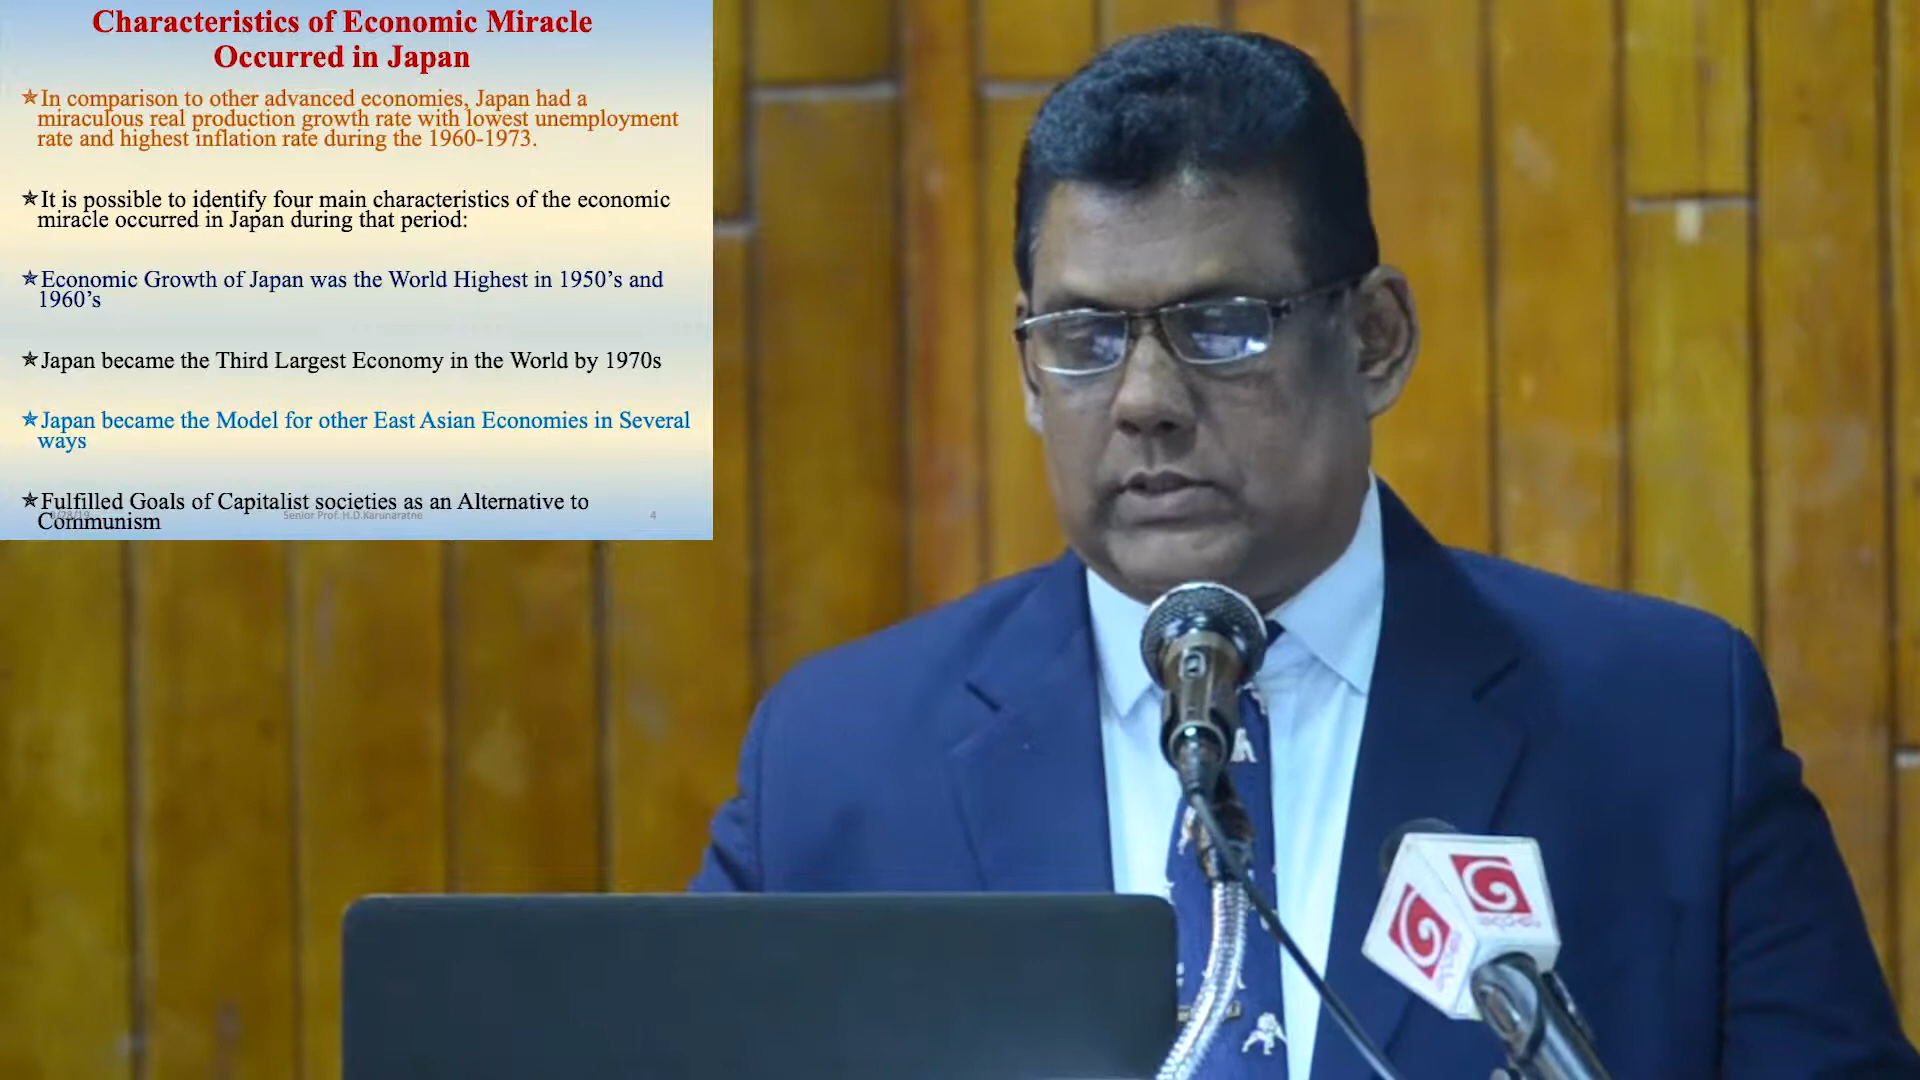 Characteristics of Economic Miracle
Occurred in Japan
✯In comparison to other advanced economies, Japan had a
miraculous real production growth rate with lowest unemployment
rate and highest inflation rate during the 1960-1973.
✯It is possible to identify four main characteristics of the economic
miracle occurred in Japan during that period:
✯Economic Growth of Japan was the World Highest in 1950’s and
1960’s
✯Japan became the Third Largest Economy in the World by 1970s
✯Japan became the Model for other East Asian Economies in Several
ways
✯Fulfilled Goals of Capitalist societies as an Alternative to
Communism
Senior Prof. H.D.Karunaratne
4